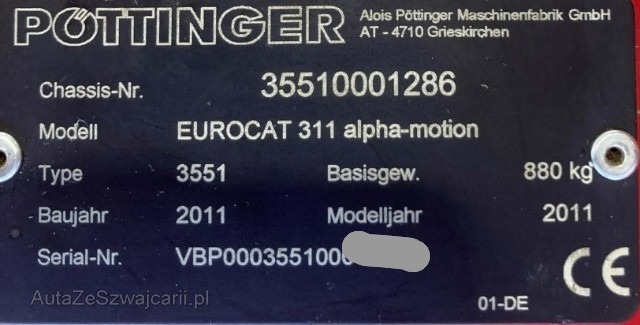 PÖTTINGER Alois Pöttinger Maschinenfabrik GmbH
AT - 4710 Grieskirchen
Chassis-Nr. 35510001286
Modell EUROCAT 311 alpha-motion
Type 3551 Basisgew. 880 kg
Baujahr 2011 Modelljahr 2011
Serial-Nr.
CE
AutaZeSzwajcarii.pl
01-DE